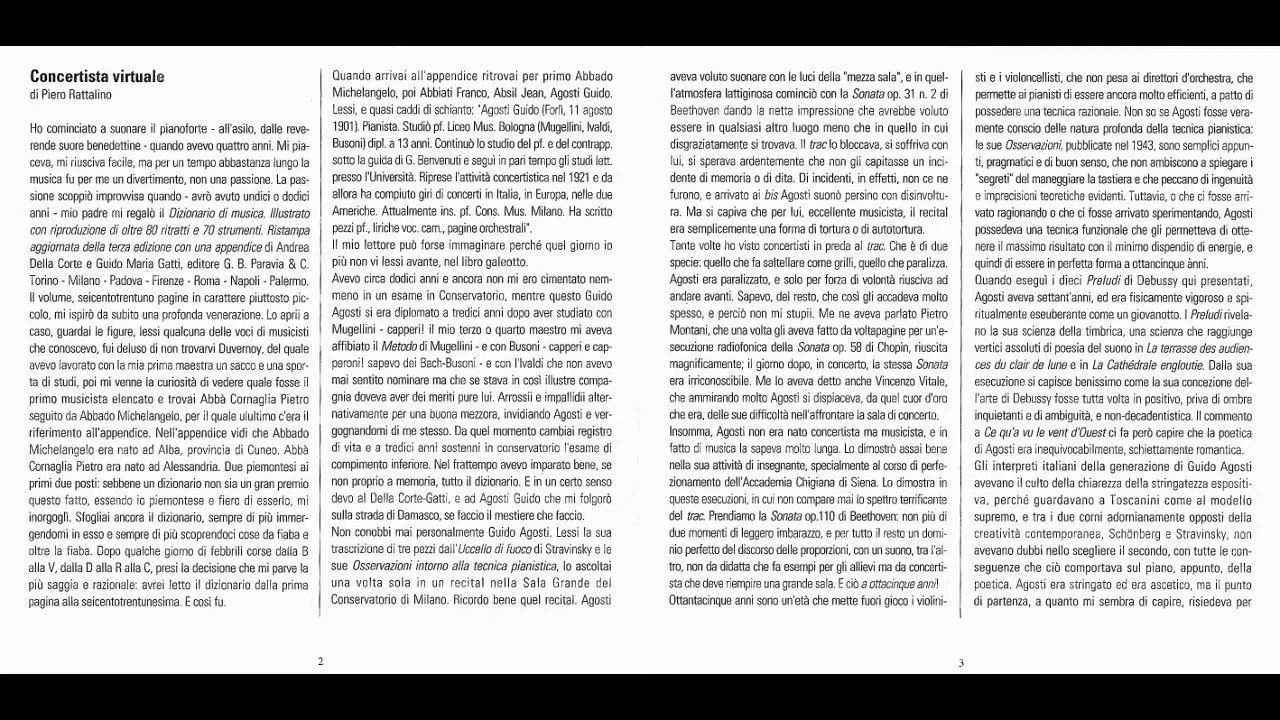 Concertista virtuale
di Piero Rattalino
Ho cominciato a suonare il pianoforte - all'asilo, dalle reve-
rende suore benedettine - quando avevo quattro anni. Mi pia-
ceva, mi riusciva facile, ma per un tempo abbastanza lungo la
musica fu per me un divertimento, non una passione. La pas-
sione scoppiò improvvisa quando - avrò avuto undici o dodici
anni - mio padre mi regalò il Dizionario di musica. Illustrato
con riproduzione di oltre 80 ritratti e 70 strumenti. Ristampa
aggiornata della terza edizione con una appendice di Andrea
Della Corte e Guido Maria Gatti, editore G. B. Paravia & C.
Torino - Milano - Padova - Firenze - Roma - Napoli - Palermo.
Il volume, seicentotrentuno pagine in carattere piuttosto pic-
colo, mi ispirò da subito una profonda venerazione. Lo aprii a
caso, guardai le figure, lessi qualcuna delle voci di musicisti
che conoscevo, fui deluso di non trovarvi Duvernoy, del quale
avevo lavorato con la mia prima maestra un sacco e una spor-
ta di studi, poi mi venne la curiosità di vedere quale fosse il
primo musicista elencato e trovai Abbà Cornaglia Pietro
seguito da Abbado Michelangelo, per il quale ulultimo c'era il
riferimento all'appendice. Nell'appendice vidi che Abbado
Michelangelo era nato ad Alba, provincia di Cuneo. Abbà
Cornaglia Pietro era nato ad Alessandria. Due piemontesi ai
primi due posti: sebbene un dizionario non sia un gran premio
questo fatto, essendo io piemontese e fiero di esserlo, mi
inorgoglì. Sfogliai ancora il dizionario, sempre di più immer-
gendomi in esso e sempre di più scoprendoci cose da fiaba e
oltre la fiaba. Dopo qualche giorno di febbrili corse dalla B
alla V, dalla D alla R alla C, presi la decisione che mi parve la
più saggia e razionale: avrei letto il dizionario dalla prima
pagina alla seicentotrentunesima. E così fu.
Quando arrivai all'appendice ritrovai per primo Abbado
Michelangelo, poi Abbiati Franco, Absil Jean, Agosti Guido.
Lessi, e quasi caddi di schianto: "Agosti Guido (Forlì, 11 agosto
1901). Pianista. Studiò pf. Liceo Mus. Bologna (Mugellini, Ivaldi,
Busoni) dipl. a 13 anni. Continuò lo studio del pf. e del contrapp.
sotto la guida di G. Benvenuti e seguì in pari tempo gli studi lett.
presso l'Università. Riprese l'attività concertistica nel 1921 e da
allora ha compiuto giri di concerti in Italia, in Europa, nelle due
Americhe. Attualmente ins. pf. Cons. Mus. Milano. Ha scritto
pezzi pf., liriche voc. cam., pagine orchestrali".
Il mio lettore può forse immaginare perché quel giorno io
più non vi lessi avante, nel libro galeotto.
Avevo circa dodici anni e ancora non mi ero cimentato nem-
meno in un esame in Conservatorio, mentre questo Guido
Agosti si era diplomato a tredici anni dopo aver studiato con
Mugellini - capperi! il mio terzo o quarto maestro mi aveva
affibiato il Metodo di Mugellini - e con Busoni - capperi e cap-
peroni! sapevo dei Bach-Busoni - e con l'Ivaldi che non avevo
mai sentito nominare ma che se stava in così illustre compa-
gnia doveva aver dei meriti pure lui. Arrossii e impallidii alter-
nativamente per una buona mezzora, invidiando Agosti e ver-
gognandomi di me stesso. Da quel momento cambiai registro
di vita e a tredici anni sostenni in conservatorio l'esame di
compimento inferiore. Nel frattempo avevo imparato bene, se
non proprio a memoria, tutto il dizionario. E in un certo senso
devo al Della Corte-Gatti, e ad Agosti Guido che mi folgorò
sulla strada di Damasco, se faccio il mestiere che faccio.
Non conobbi mai personalmente Guido Agosti. Lessi la sua
trascrizione di tre pezzi dall'Uccello di fuoco di Stravinsky e le
sue Osservazioni intorno alla tecnica pianistica, lo ascoltai
una volta sola in un recital nella Sala Grande del
Conservatorio di Milano. Ricordo bene quel recital. Agosti
2
aveva voluto suonare con le luci della "mezza sala", e in quel-
l'atmosfera lattiginosa cominciò con la Sonata op. 31 n. 2 di
Beethoven dando la netta impressione che avrebbe voluto
essere in qualsiasi altro luogo meno che in quello in cui
disgraziatamente si trovava. Il trac lo bloccava, si soffriva con
lui, si sperava ardentemente che non gli capitasse un inci-
dente di memoria o di dita. Di incidenti, in effetti, non ce ne
furono, e arrivato ai bis Agosti suonò persino con disinvoltu-
ra. Ma si capiva che per lui, eccellente musicista, il recital
era semplicemente una forma di tortura o di autotortura.
Tante volte ho visto concertisti in preda al trac. Che è di due
specie: quello che fa saltellare come grilli, quello che paralizza.
Agosti era paralizzato, e solo per forza di volontà riusciva ad
andare avanti. Sapevo, del resto, che così gli accadeva molto
spesso, e perciò non mi stupii. Me ne aveva parlato Pietro
Montani, che una volta gli aveva fatto da voltapagine per un'e-
secuzione radiofonica della Sonata op. 58 di Chopin, riuscita
magnificamente; il giorno dopo, in concerto, la stessa Sonata
era irriconoscibile. Me lo aveva detto anche Vincenzo Vitale,
che ammirando molto Agosti si dispiaceva, da quel cuor d'oro
che era, delle sue difficoltà nell'affrontare la sala di concerto.
Insomma, Agosti non era nato concertista ma musicista, e in
fatto di musica la sapeva molto lunga. Lo dimostrò assai bene
nella sua attività di insegnante, specialmente al corso di perfe-
zionamento dell'Accademia Chigiana di Siena. Lo dimostra in
queste esecuzioni, in cui non compare mai lo spettro terrificante
del trac. Prendiamo la Sonata op.110 di Beethoven: non più di
due momenti di leggero imbarazzo, e per tutto il resto un domi-
nio perfetto del discorso delle proporzioni, con un suono, tra l'al-
tro, non da didatta che fa esempi per gli allievi ma da concerti-
sta che deve riempire una grande sala. E ciò a ottacinque anni!
Ottantacinque anni sono un'età che mette fuori gioco i violini-
sti e i violoncellisti, che non pesa ai direttori d'orchestra, che
permette ai pianisti di essere ancora molto efficienti, a patto di
possedere una tecnica razionale. Non so se Agosti fosse vera-
mente conscio delle natura profonda della tecnica pianistica:
le sue Osservazioni, pubblicate nel 1943, sono semplici appun-
ti, pragmatici e di buon senso, che non ambiscono a spiegare i
"segreti" del maneggiare la tastiera e che peccano di ingenuità
e imprecisioni teoretiche evidenti. Tuttavia, o che ci fosse arri-
vato ragionando o che ci fosse arrivato sperimentando, Agosti
possedeva una tecnica funzionale che gli permetteva di otte-
nere il massimo risultato con il minimo dispendio di energie, e
quindi di essere in perfetta forma a ottancinque ànni.
Quando eseguì i dieci Preludi di Debussy qui presentati,
Agosti aveva settant'anni, ed era fisicamente vigoroso e spi-
ritualmente eseuberante come un giovanotto. I Preludi rivela-
no la sua scienza della timbrica, una scienza che raggiunge
vertici assoluti di poesia del suono in La terrasse des audien-
ces du clair de lune e in La Cathédrale engloutie. Dalla sua
esecuzione si capisce benissimo come la sua concezione del-
l'arte di Debussy fosse tutta volta in positivo, priva di ombre
inquietanti e di ambiguità, e non-decadentistica. Il commento
a Ce qu'a vu le vent d'Ouest ci fa però capire che la poetica
di Agosti era inequivocabilmente, schiettamente romantica.
Gli interpreti italiani della generazione di Guido Agosti
avevano il culto della chiarezza della stringatezza espositi-
va, perché guardavano a Toscanini come al modello
supremo, e tra i due corni adornianamente opposti della
creatività contemporanea, Schönberg e Stravinsky, non
avevano dubbi nello scegliere il secondo, con tutte le con-
seguenze che ciò comportava sul piano, appunto, della
poetica. Agosti era stringato ed era ascetico, ma il punto
di partenza, a quanto mi sembra di capire, risiedeva per
3